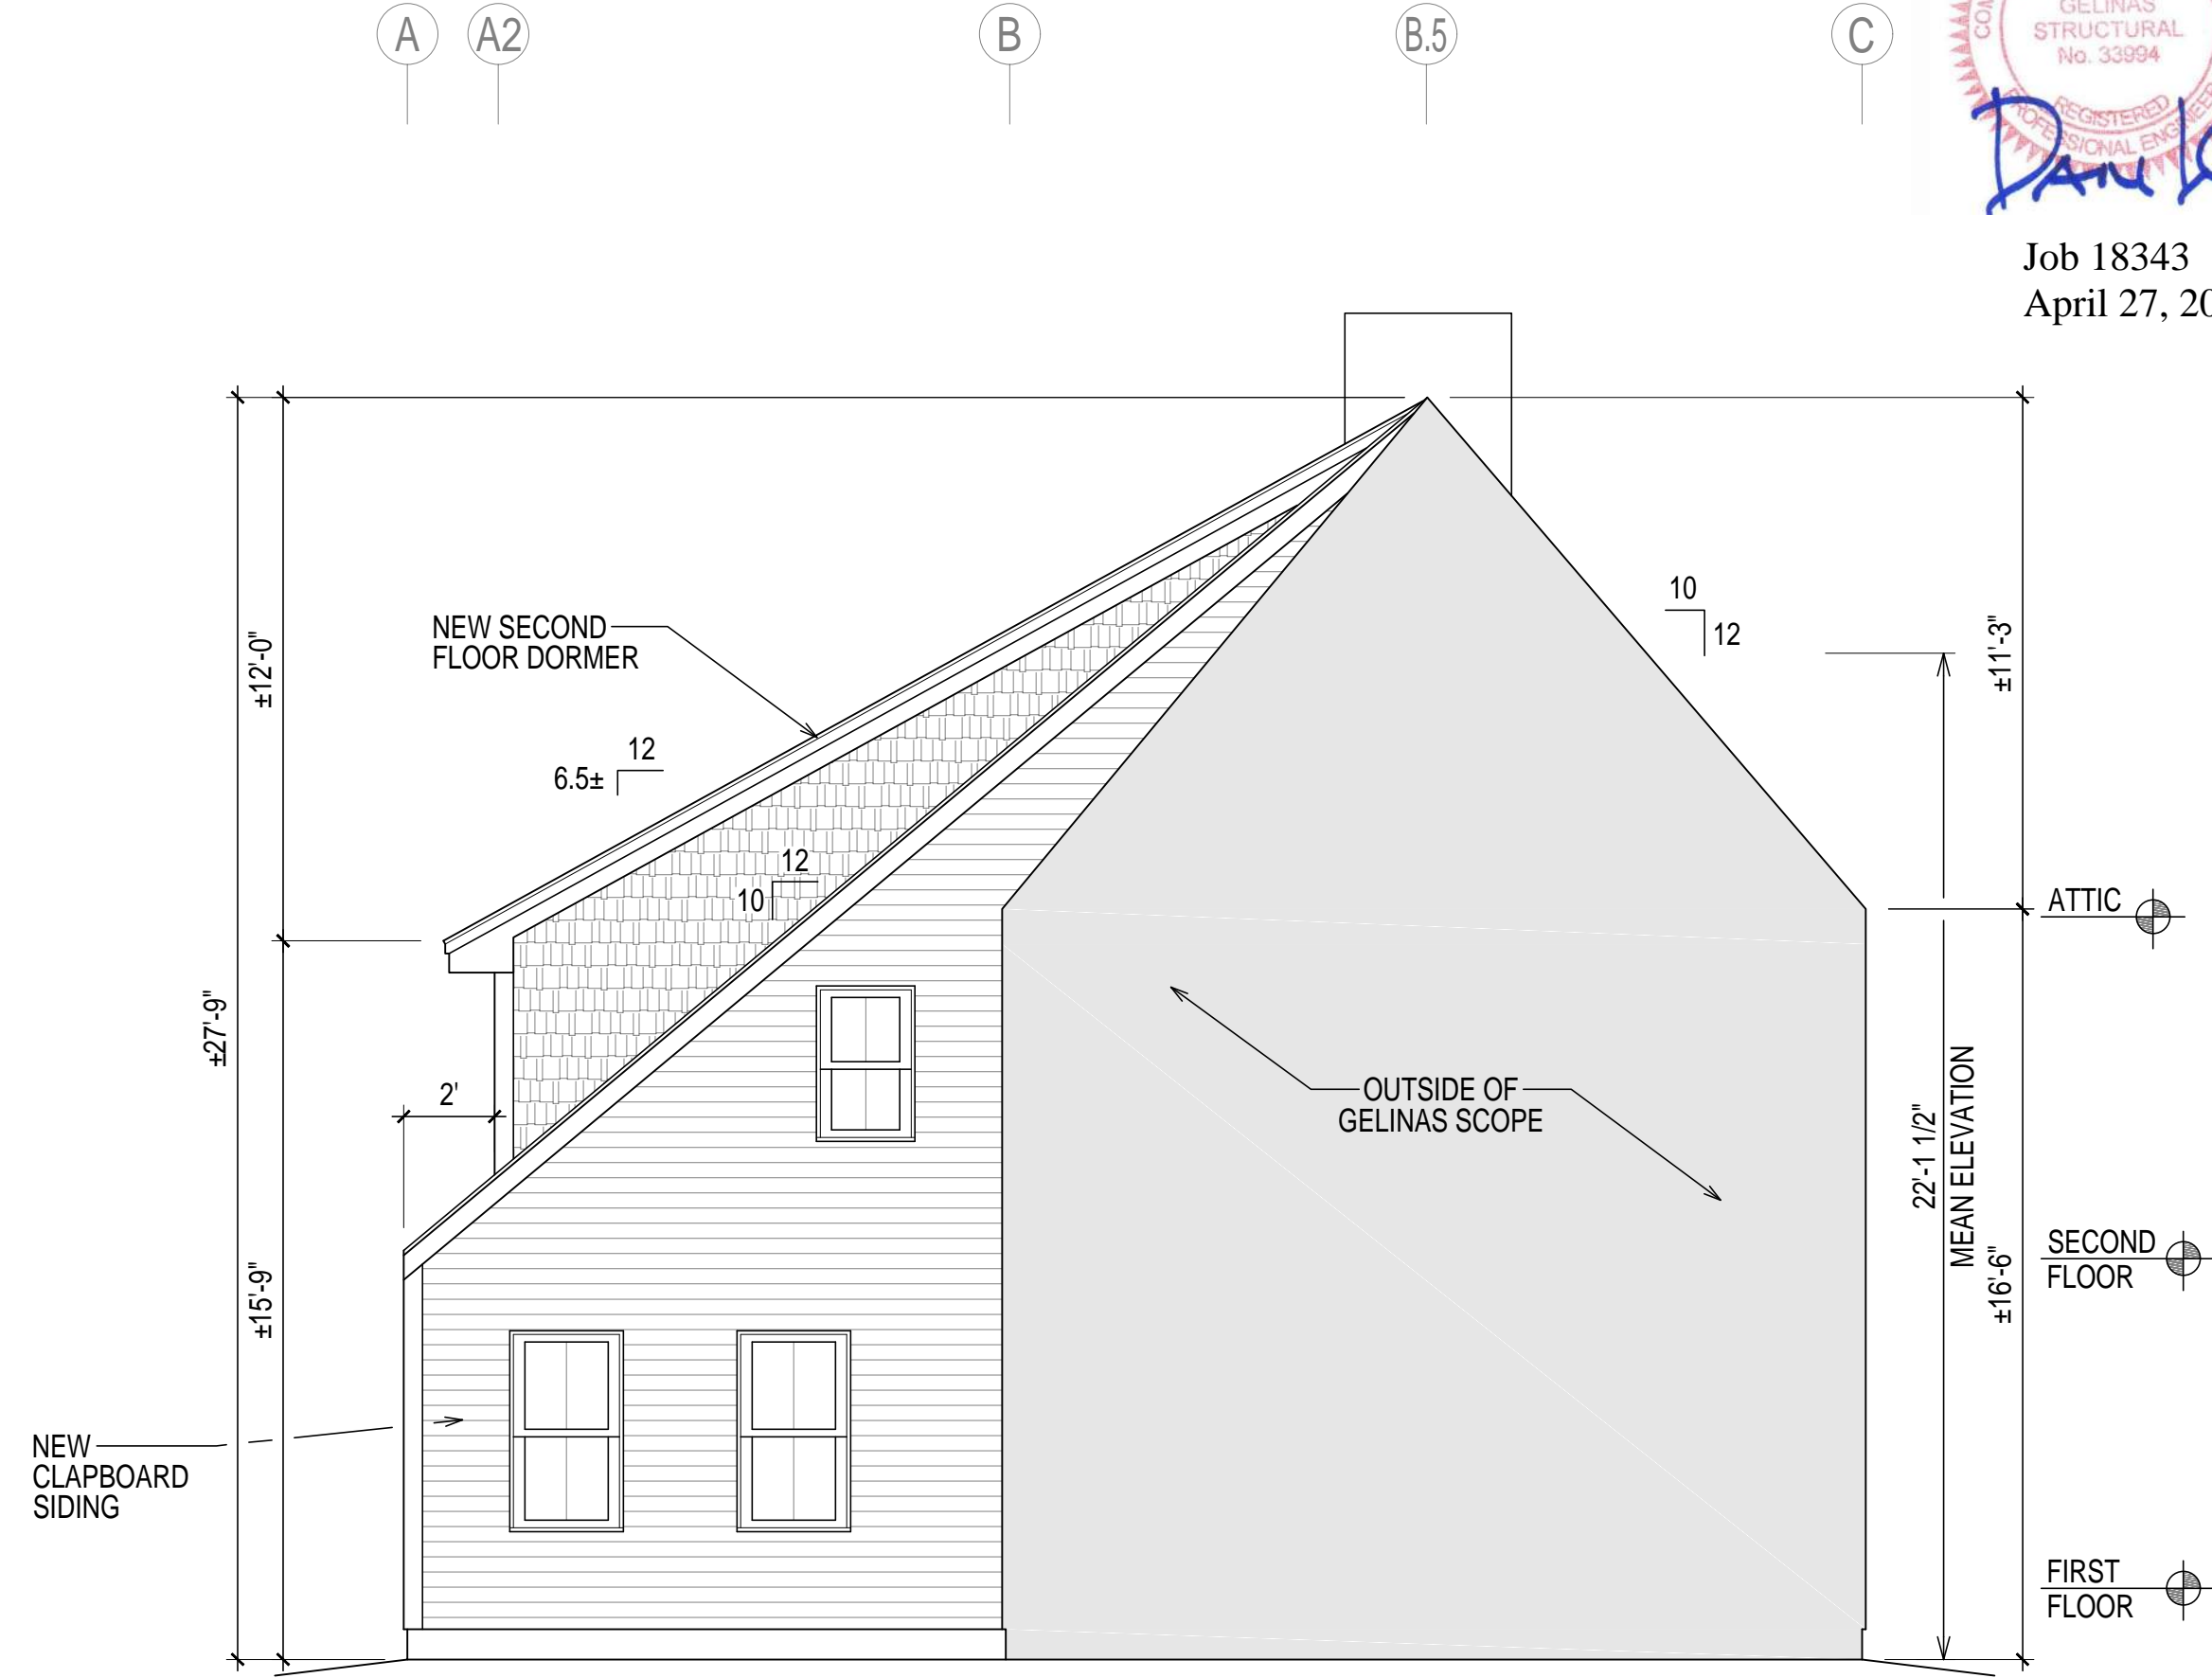 A
A2
B
B.5
C
GELINAS
STRUCTURAL
No. 33994
REGISTERED
PROFESSIONAL ENGINEER
Job 18343
April 27, 20
NEW SECOND
FLOOR DORMER
±12'-0"
10
12
±11'-3"
12
6.5±
12
10
ATTIC
±27'-9"
2'
OUTSIDE OF
GELINAS SCOPE
22'-1 1/2"
MEAN ELEVATION
SECOND
FLOOR
±16'-6"
±15'-9"
NEW
CLAPBOARD
SIDING
FIRST
FLOOR